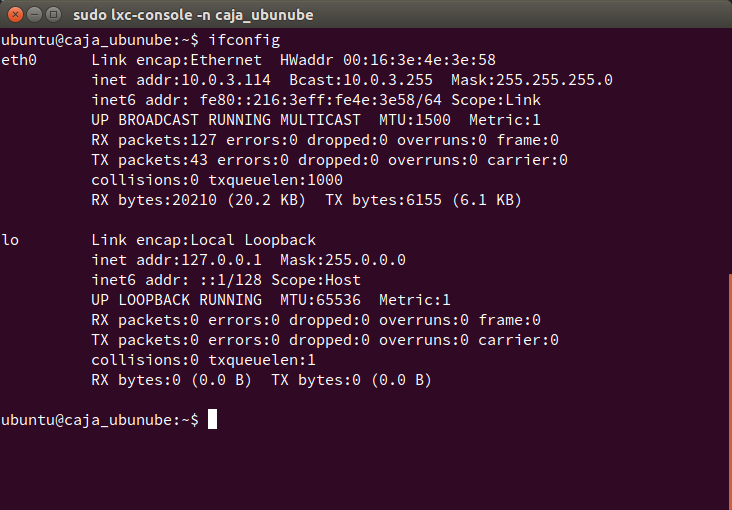 sudo lxc-console -n caja_ubunube
ubuntu@caja_ubunube:~$ ifconfig
eth0      Link encap:Ethernet  HWaddr 00:16:3e:4e:3e:58
          inet addr:10.0.3.114  Bcast:10.0.3.255  Mask:255.255.255.0
          inet6 addr: fe80::216:3eff:fe4e:3e58/64 Scope:Link
          UP BROADCAST RUNNING MULTICAST  MTU:1500  Metric:1
          RX packets:127 errors:0 dropped:0 overruns:0 frame:0
          TX packets:43 errors:0 dropped:0 overruns:0 carrier:0
          collisions:0 txqueuelen:1000
          RX bytes:20210 (20.2 KB)  TX bytes:6155 (6.1 KB)

lo        Link encap:Local Loopback
          inet addr:127.0.0.1  Mask:255.0.0.0
          inet6 addr: ::1/128 Scope:Host
          UP LOOPBACK RUNNING  MTU:65536  Metric:1
          RX packets:0 errors:0 dropped:0 overruns:0 frame:0
          TX packets:0 errors:0 dropped:0 overruns:0 carrier:0
          collisions:0 txqueuelen:1
          RX bytes:0 (0.0 B)  TX bytes:0 (0.0 B)

ubuntu@caja_ubunube:~$